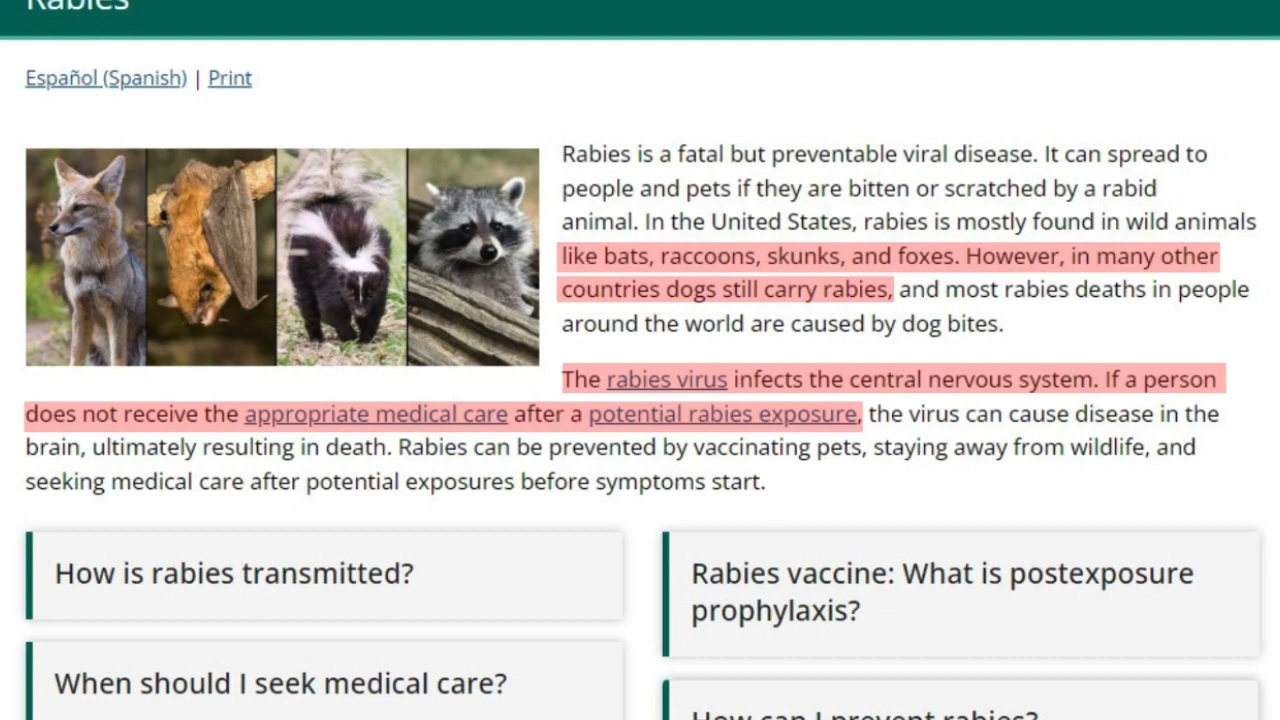 Rabies
Español (Spanish) | Print
Rabies is a fatal but preventable viral disease. It can spread to
people and pets if they are bitten or scratched by a rabid
animal. In the United States, rabies is mostly found in wild animals
like bats, raccoons, skunks, and foxes. However, in many other
countries dogs still carry rabies, and most rabies deaths in people
around the world are caused by dog bites.
The rabies virus infects the central nervous system. If a person
does not receive the appropriate medical care after a potential rabies exposure, the virus can cause disease in the
brain, ultimately resulting in death. Rabies can be prevented by vaccinating pets, staying away from wildlife, and
seeking medical care after potential exposures before symptoms start.
How is rabies transmitted?
Rabies vaccine: What is postexposure
prophylaxis?
When should I seek medical care?
How can I prevent rabies?